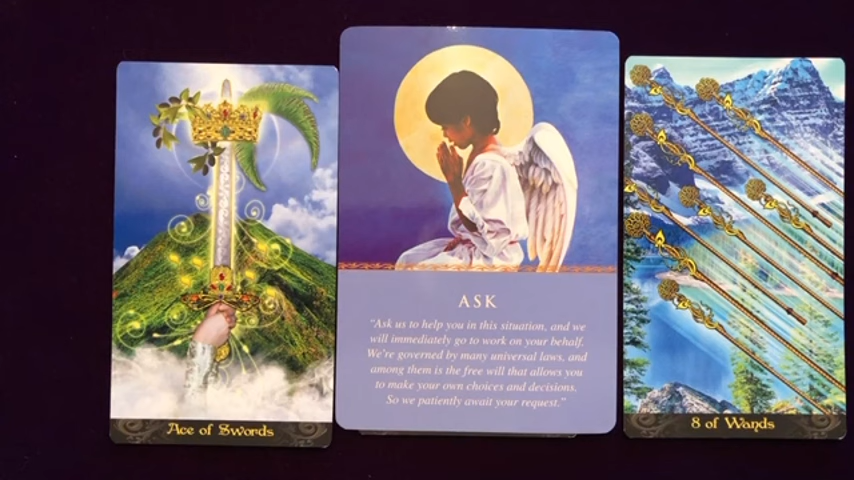 Ace of Swords
ASK
"Ask us to help you in this situation, and we
will immediately go to work on your behalf.
We're governed by many universal laws, and
among them is the free will that allows you
to make your own choices and decisions.
So we patiently await your request."
8 of Wands